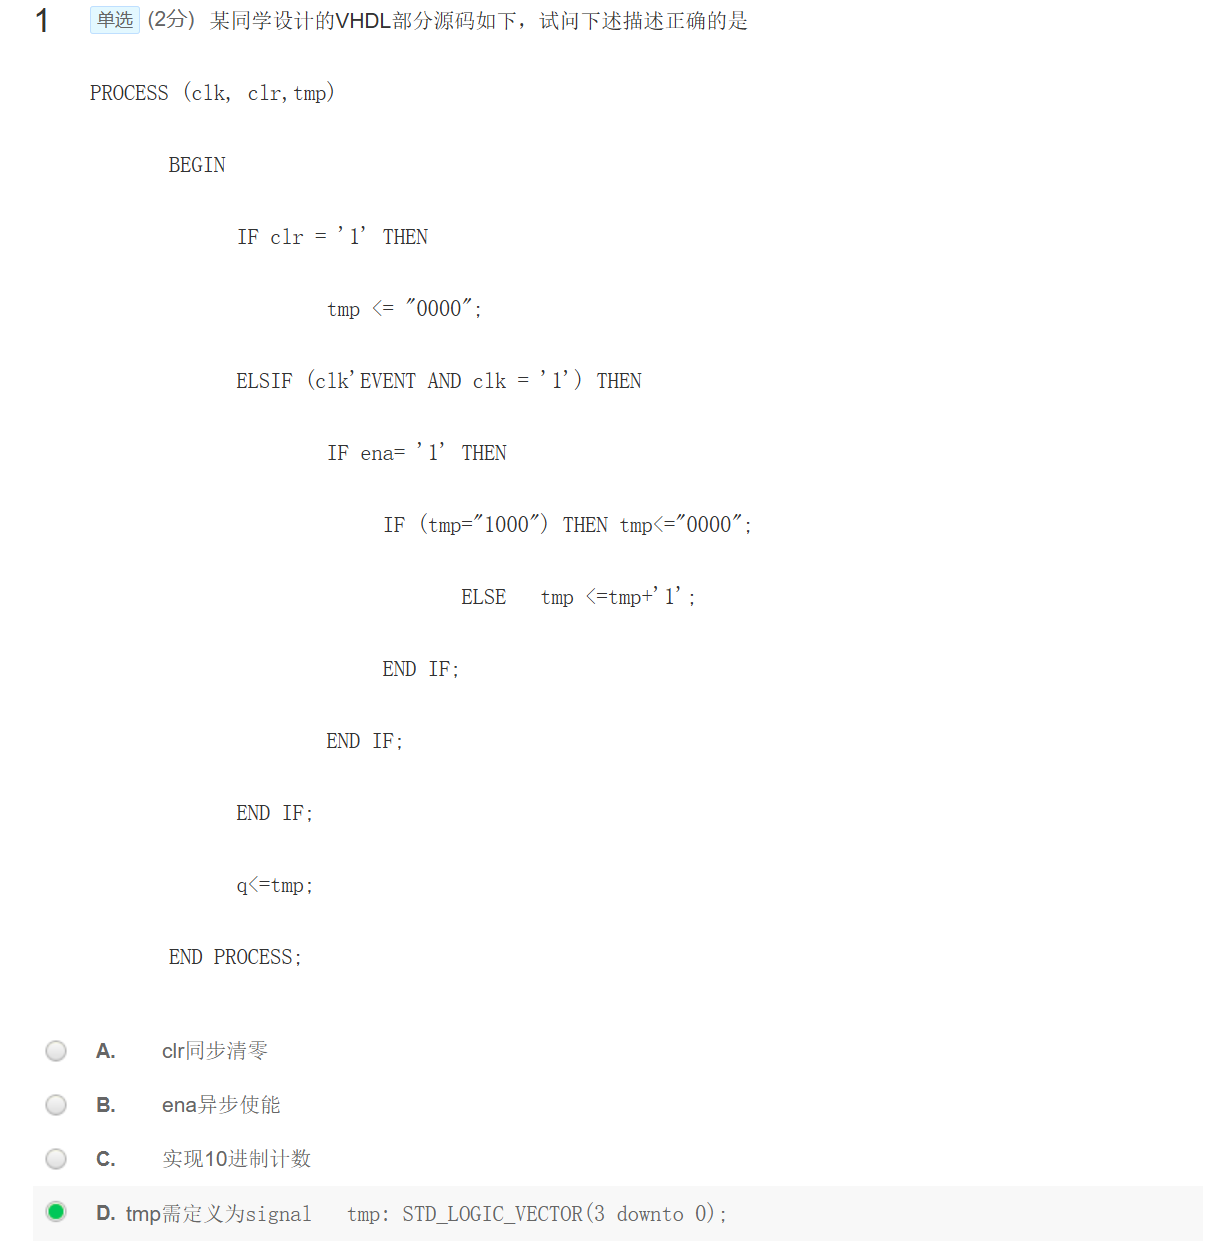 1 单选 (2分) 某同学设计的VHDL部分源码如下，试问下述描述正确的是
PROCESS (clk, clr,tmp)
BEGIN
IF clr = '1' THEN
tmp <= "0000";
ELSIF (clk'EVENT AND clk = '1') THEN
IF ena= '1' THEN
IF (tmp="1000") THEN tmp<="0000";
ELSE tmp <=tmp+'1';
END IF;
END IF;
END IF;
q<=tmp;
END PROCESS;
A. clr同步清零
B. ena异步使能
C. 实现10进制计数
D. tmp需定义为signal tmp: STD_LOGIC_VECTOR(3 downto 0);